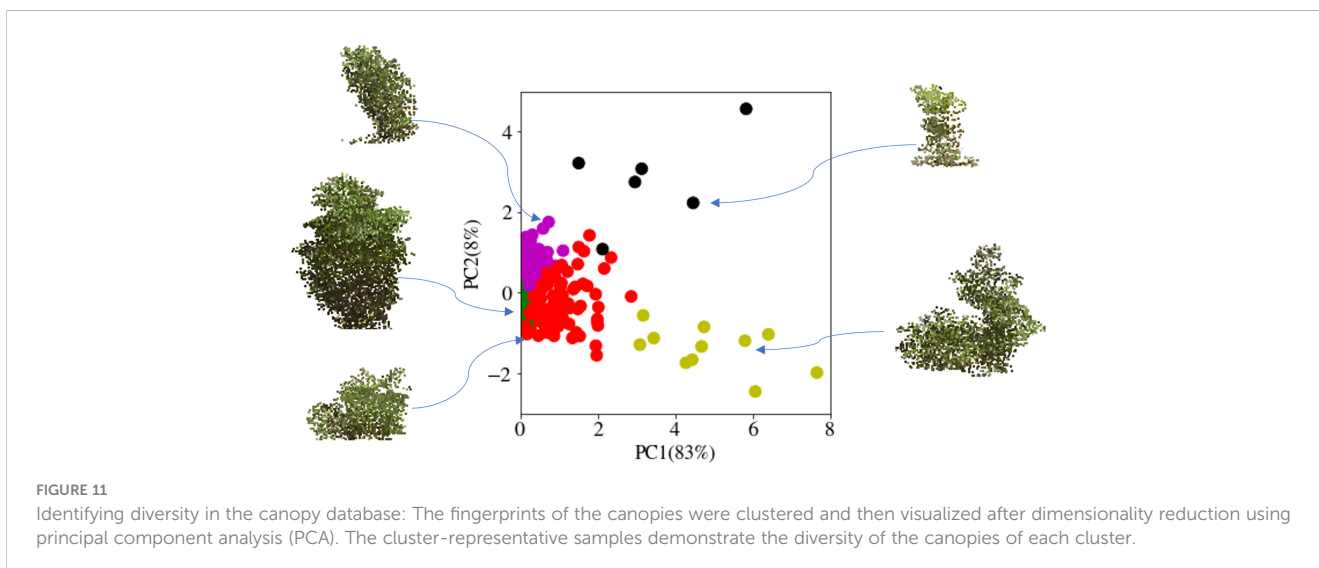 4
2
0
−2
PC2(8%)
0
2
4
6
8
PC1(83%)
FIGURE 11
Identifying diversity in the canopy database: The fingerprints of the canopies were clustered and then visualized after dimensionality reduction using
principal component analysis (PCA). The cluster-representative samples demonstrate the diversity of the canopies of each cluster.